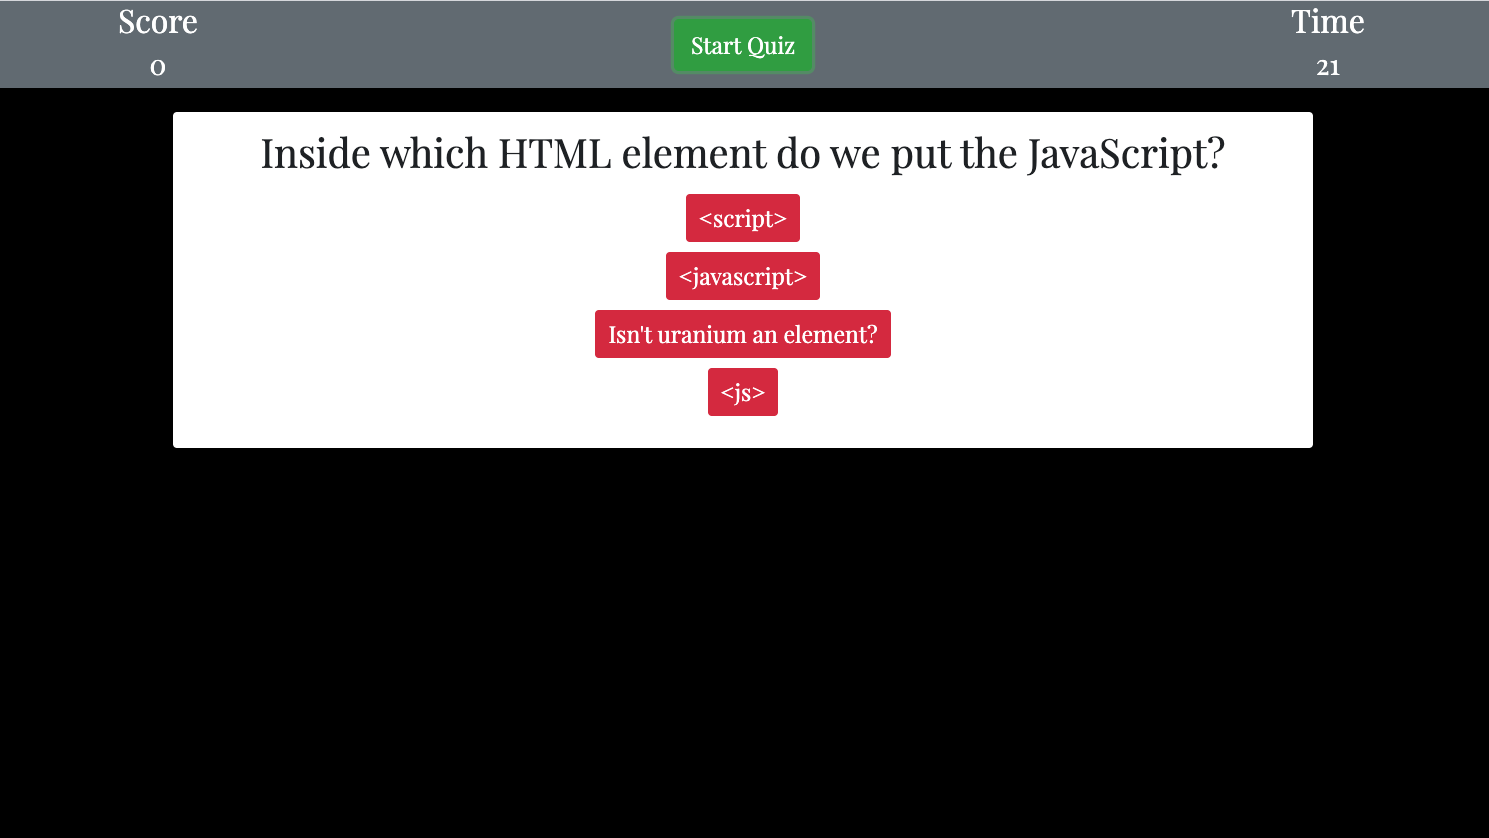 Score
0
Start Quiz
Time
21
Inside which HTML element do we put the JavaScript?
<script>
<javascript>
Isn't uranium an element?
<js>